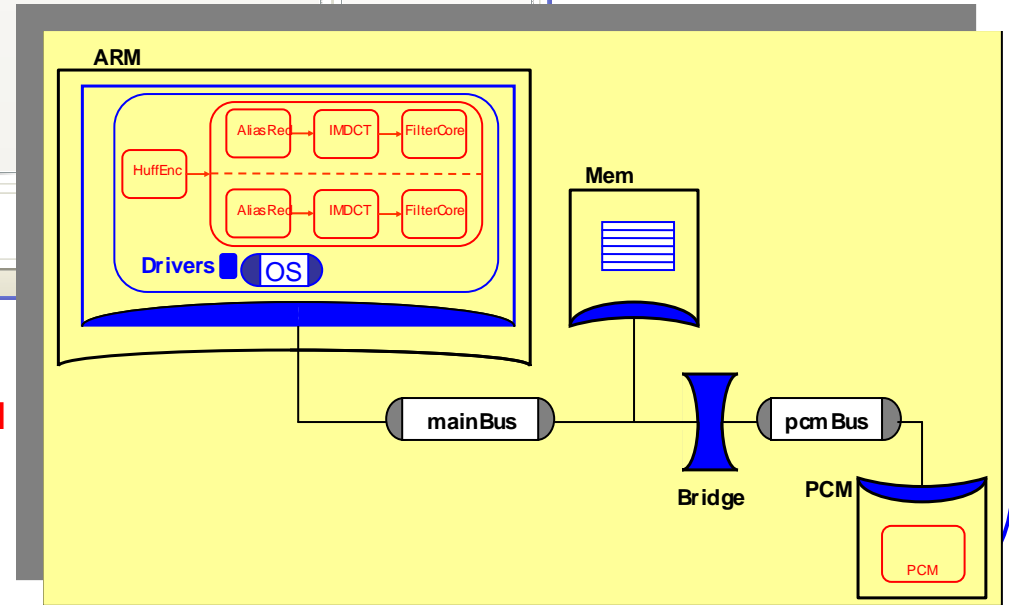 ARM
AliasRed
IMDCT
FilterCore
HuffEnc
AliasRed
IMDCT
FilterCore
Drivers
OS
Mem
mainBus
pcmBus
Bridge
PCM
PCM